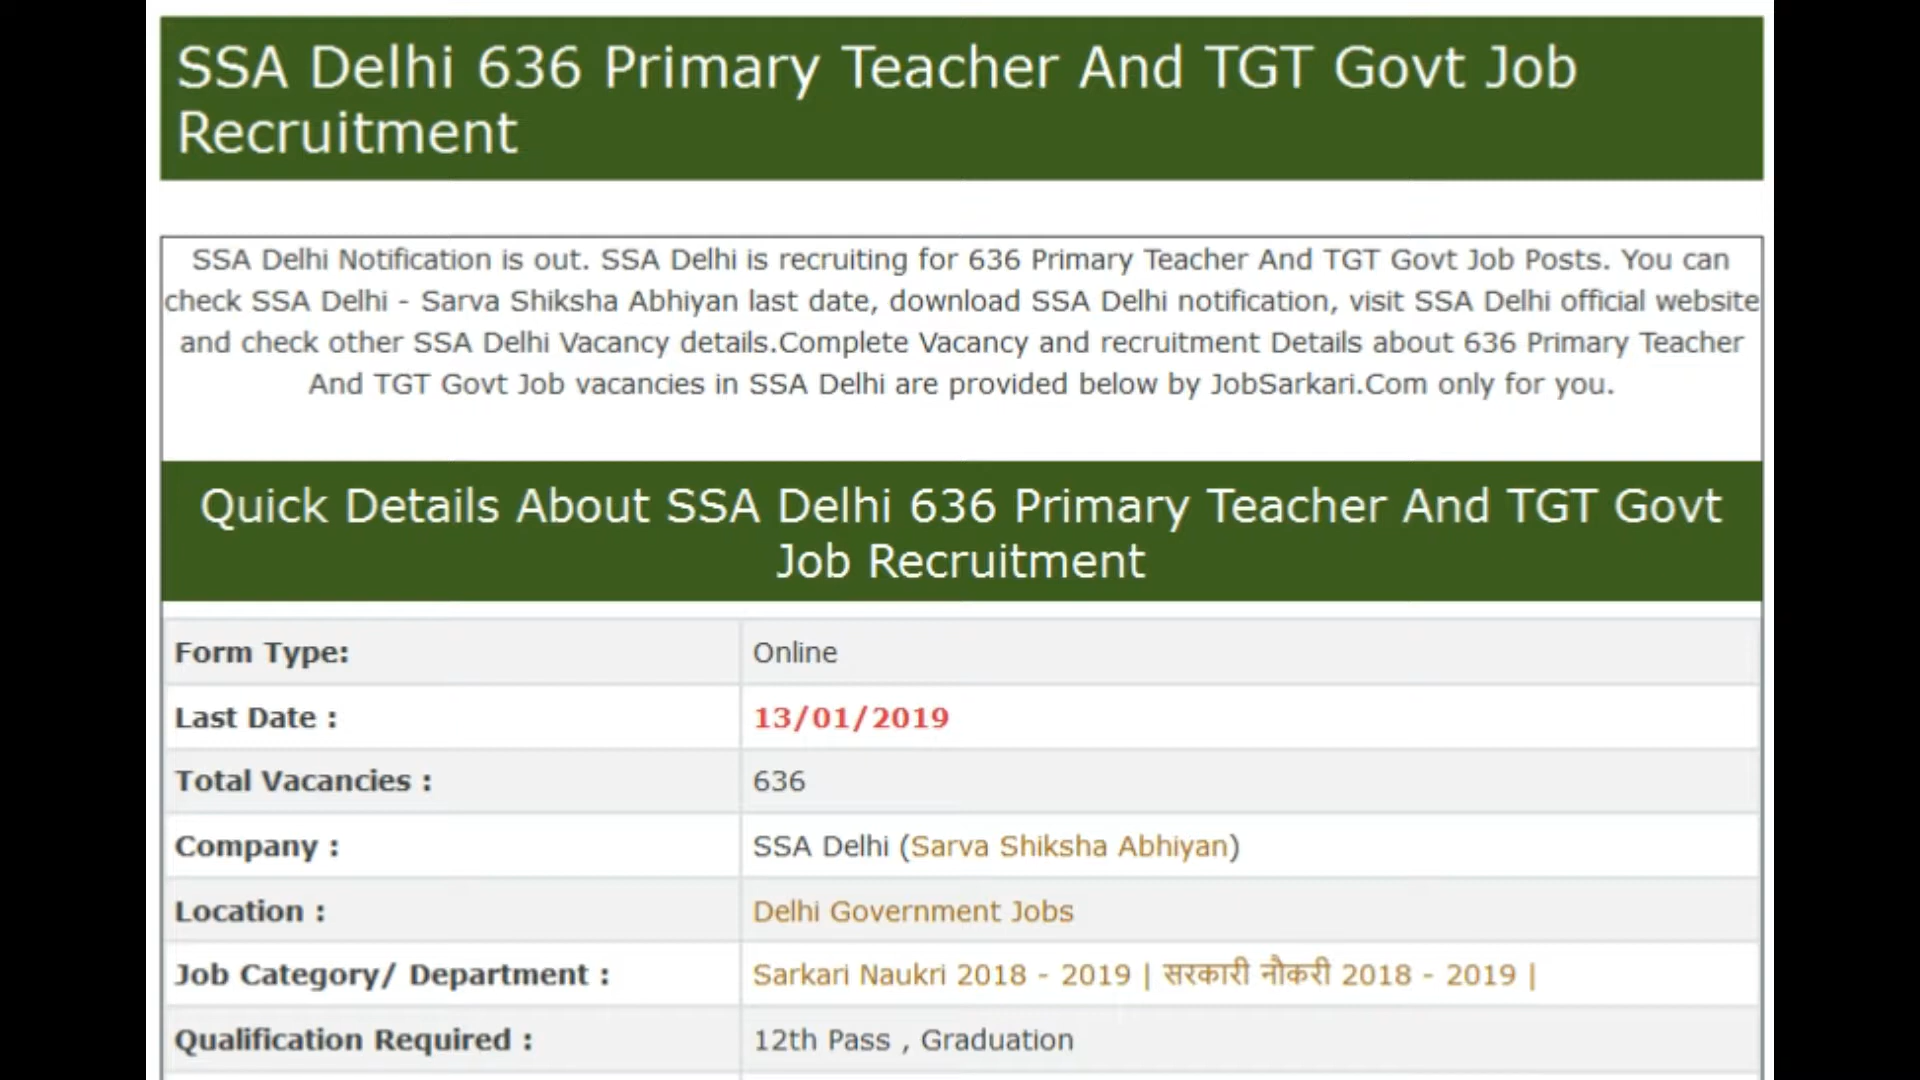 SSA Delhi 636 Primary Teacher And TGT Govt Job
Recruitment
SSA Delhi Notification is out. SSA Delhi is recruiting for 636 Primary Teacher And TGT Govt Job Posts. You can
check SSA Delhi - Sarva Shiksha Abhiyan last date, download SSA Delhi notification, visit SSA Delhi official website
and check other SSA Delhi Vacancy details.Complete Vacancy and recruitment Details about 636 Primary Teacher
And TGT Govt Job vacancies in SSA Delhi are provided below by JobSarkari.Com only for you.
Quick Details About SSA Delhi 636 Primary Teacher And TGT Govt
Job Recruitment
Form Type: Online
Last Date : 13/01/2019
Total Vacancies : 636
Company : SSA Delhi (Sarva Shiksha Abhiyan)
Location : Delhi Government Jobs
Job Category/ Department : Sarkari Naukri 2018 - 2019 | सरकारी नौकरी 2018 - 2019 |
Qualification Required : 12th Pass , Graduation